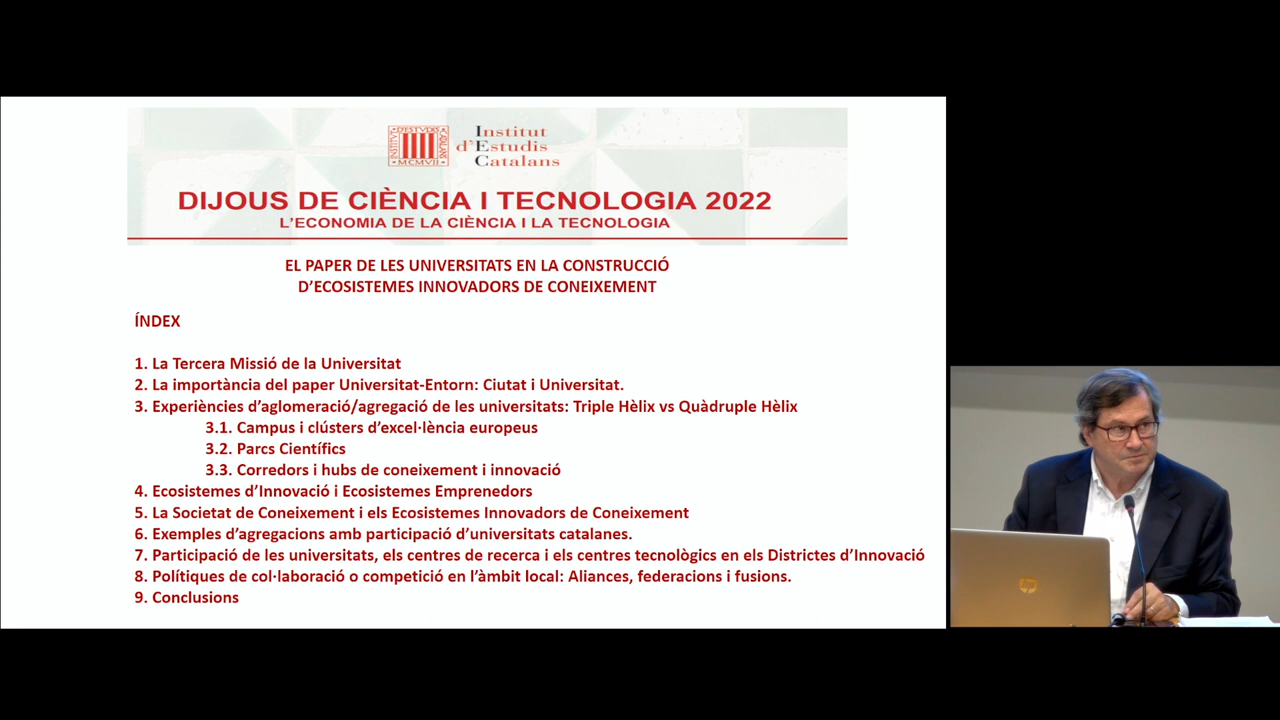 INSTITUT
D'ESTVDIS
CATALANS
MCMVII
Institut
d'Estudis
Catalans
DIJOUS DE CIÈNCIA I TECNOLOGIA 2022
L'ECONOMIA DE LA CIÈNCIA I LA TECNOLOGIA
EL PAPER DE LES UNIVERSITATS EN LA CONSTRUCCIÓ
D'ECOSISTEMES INNOVADORS DE CONEIXEMENT
ÍNDEX
1. La Tercera Missió de la Universitat
2. La importància del paper Universitat-Entorn: Ciutat i Universitat.
3. Experiències d'aglomeració/agregació de les universitats: Triple Hèlix vs Quàdruple Hèlix
3.1. Campus i clústers d'excel·lència europeus
3.2. Parcs Científics
3.3. Corredors i hubs de coneixement i innovació
4. Ecosistemes d'Innovació i Ecosistemes Emprenedors
5. La Societat de Coneixement i els Ecosistemes Innovadors de Coneixement
6. Exemples d'agregacions amb participació d'universitats catalanes.
7. Participació de les universitats, els centres de recerca i els centres tecnològics en els Districtes d'Innovació
8. Polítiques de col·laboració o competició en l'àmbit local: Aliances, federacions i fusions.
9. Conclusions
hp